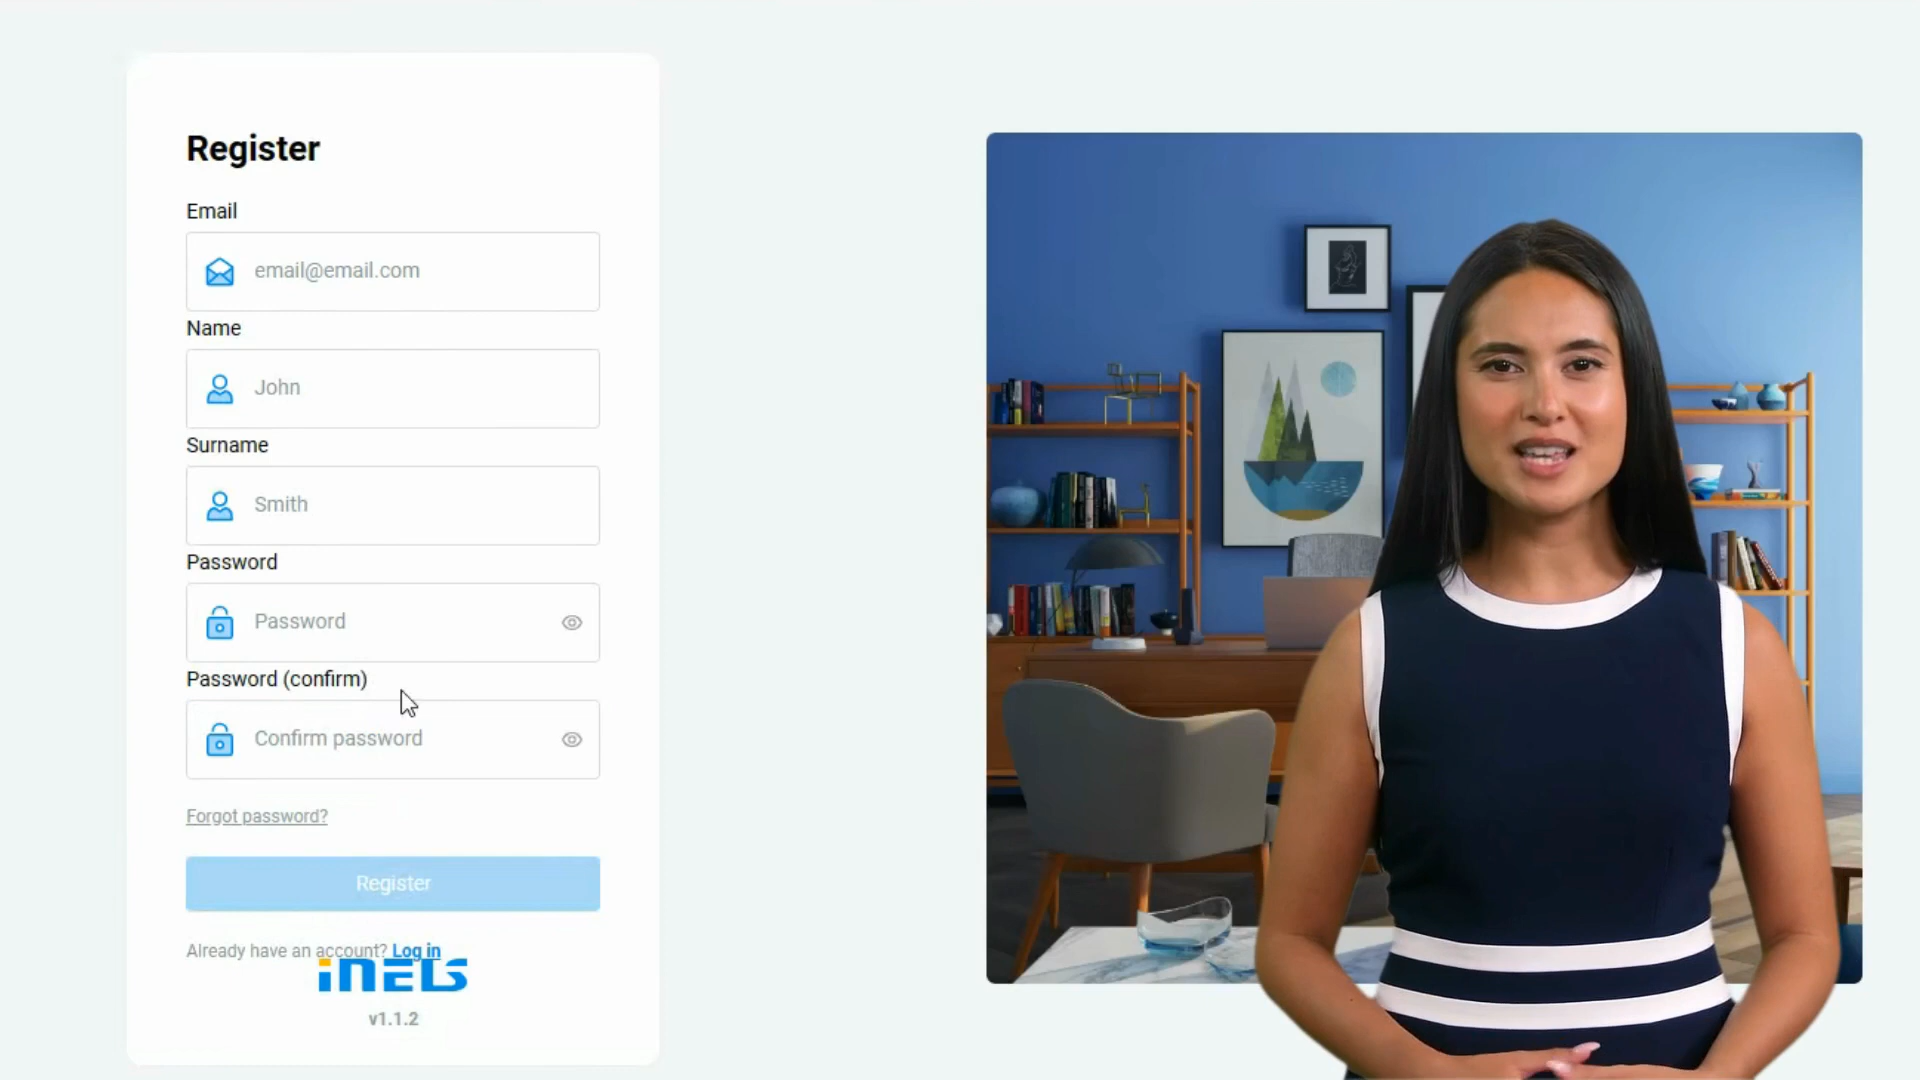 Register
Email
email@email.com
Name
John
Surname
Smith
Password
Password
Password (confirm)
Confirm password
Forgot password?
Register
Already have an account? Log in
iNELS
v1.1.2